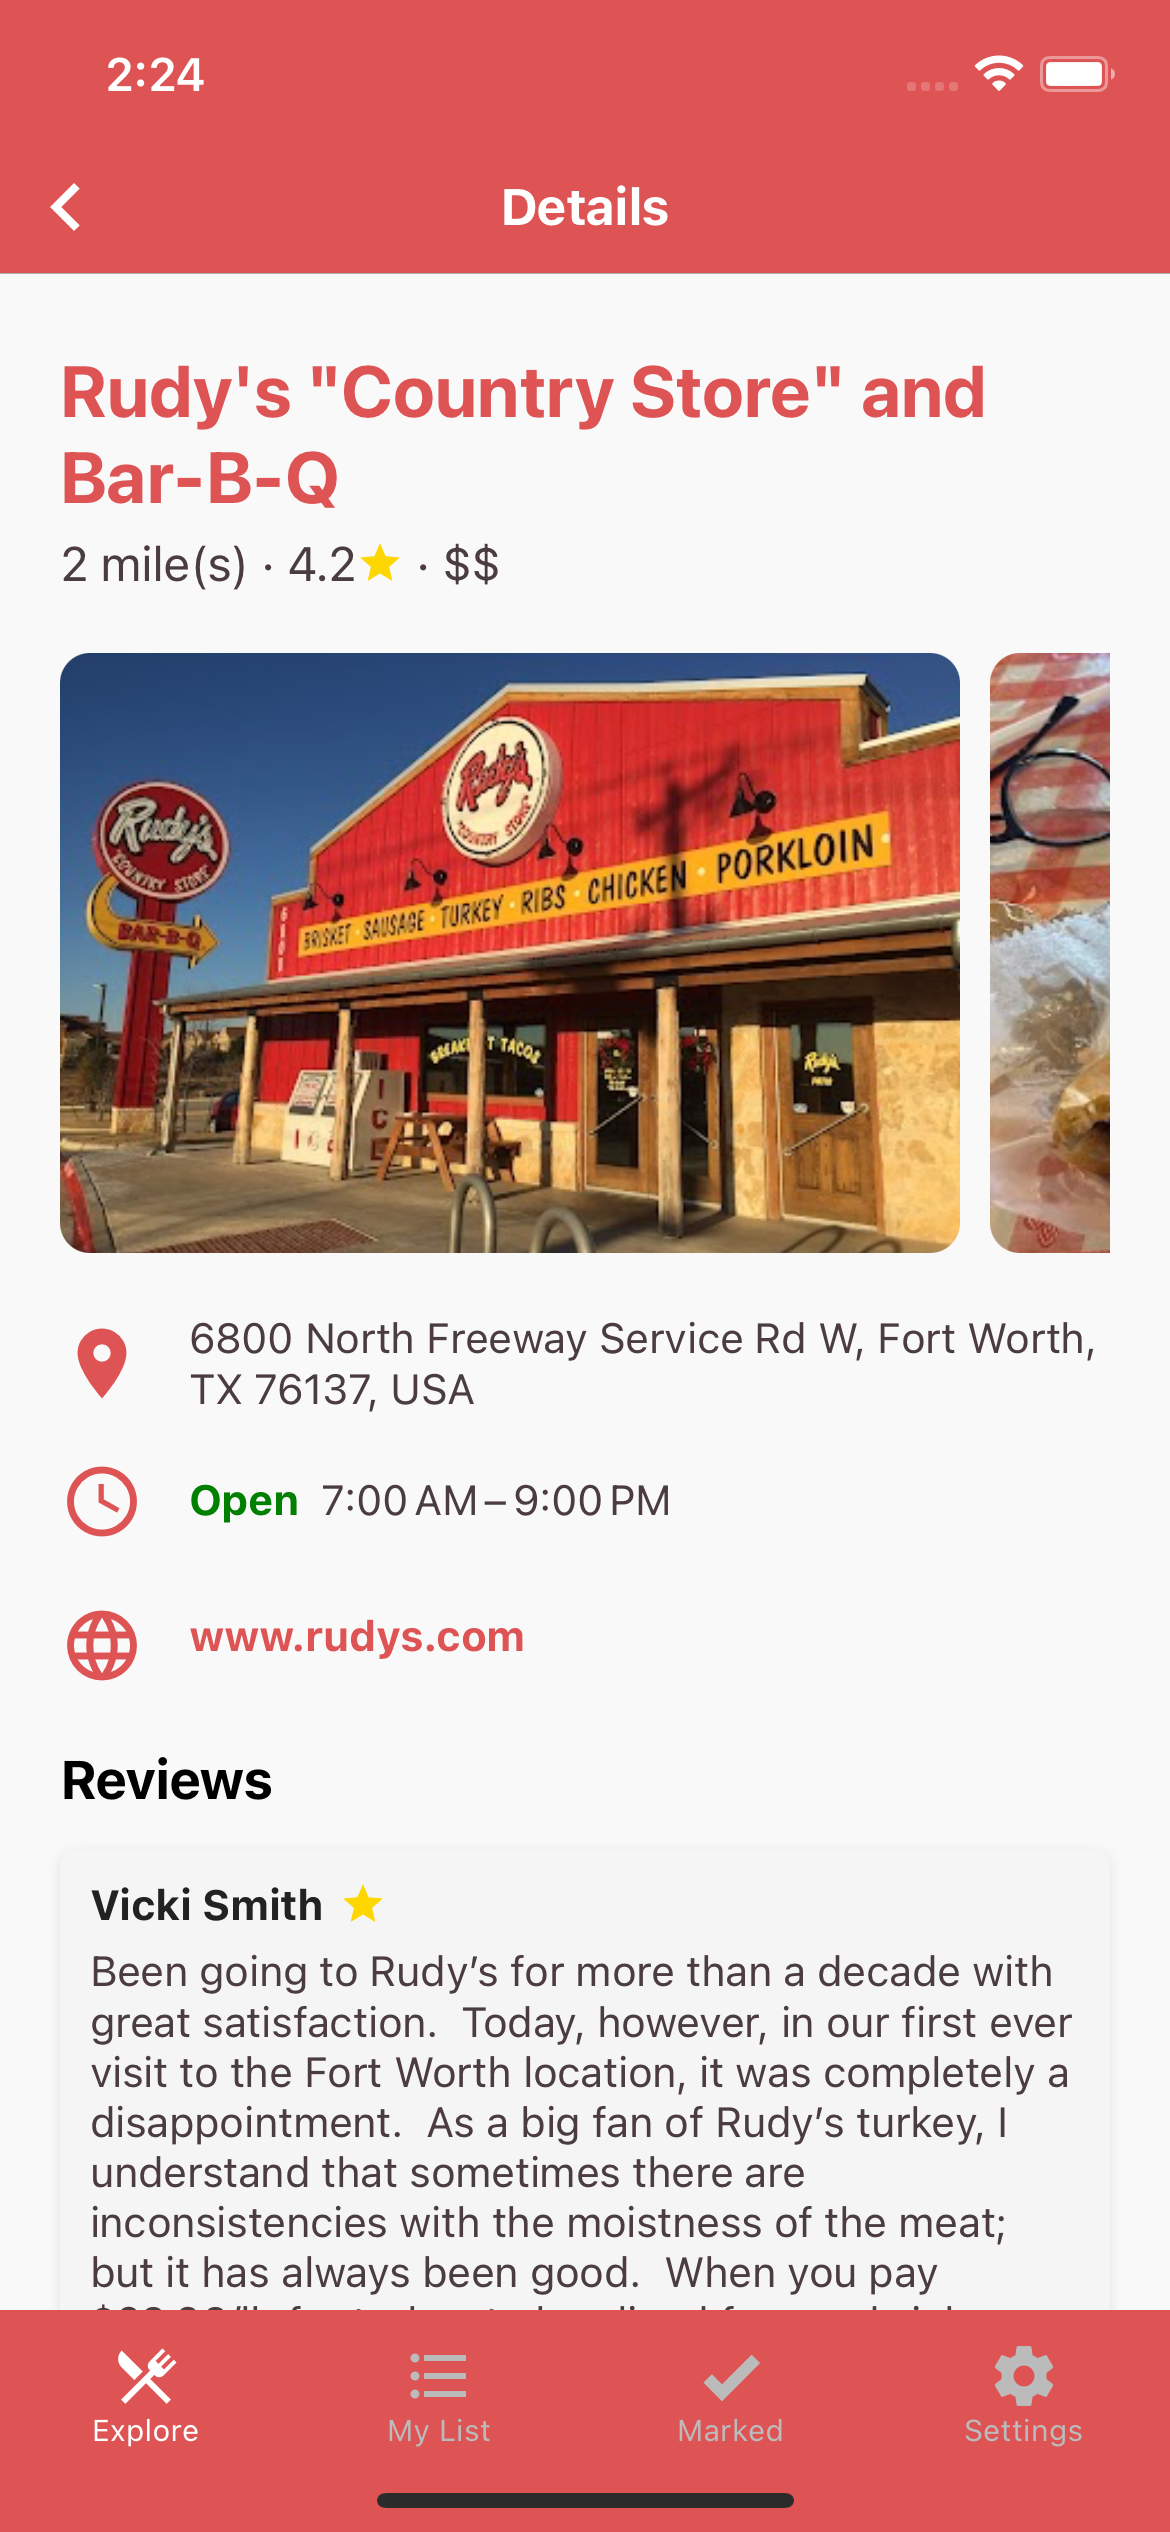 2:24
Details
Rudy's "Country Store" and
Bar-B-Q
2 mile(s) · 4.2 · $$
Rudy's
COUNTRY STORE
BAR-B-Q
Rudy's
COUNTRY STORE
BRISKET · SAUSAGE · TURKEY · RIBS · CHICKEN · PORKLOIN
BREAKFAST TACOS
ICE
Rudy's
6800 North Freeway Service Rd W, Fort Worth,
TX 76137, USA
Open 7:00 AM – 9:00 PM
www.rudys.com
Reviews
Vicki Smith
Been going to Rudy’s for more than a decade with
great satisfaction.  Today, however, in our first ever
visit to the Fort Worth location, it was completely a
disappointment.  As a big fan of Rudy’s turkey, I
understand that sometimes there are
inconsistencies with the moistness of the meat;
but it has always been good.  When you pay
Explore
My List
Marked
Settings